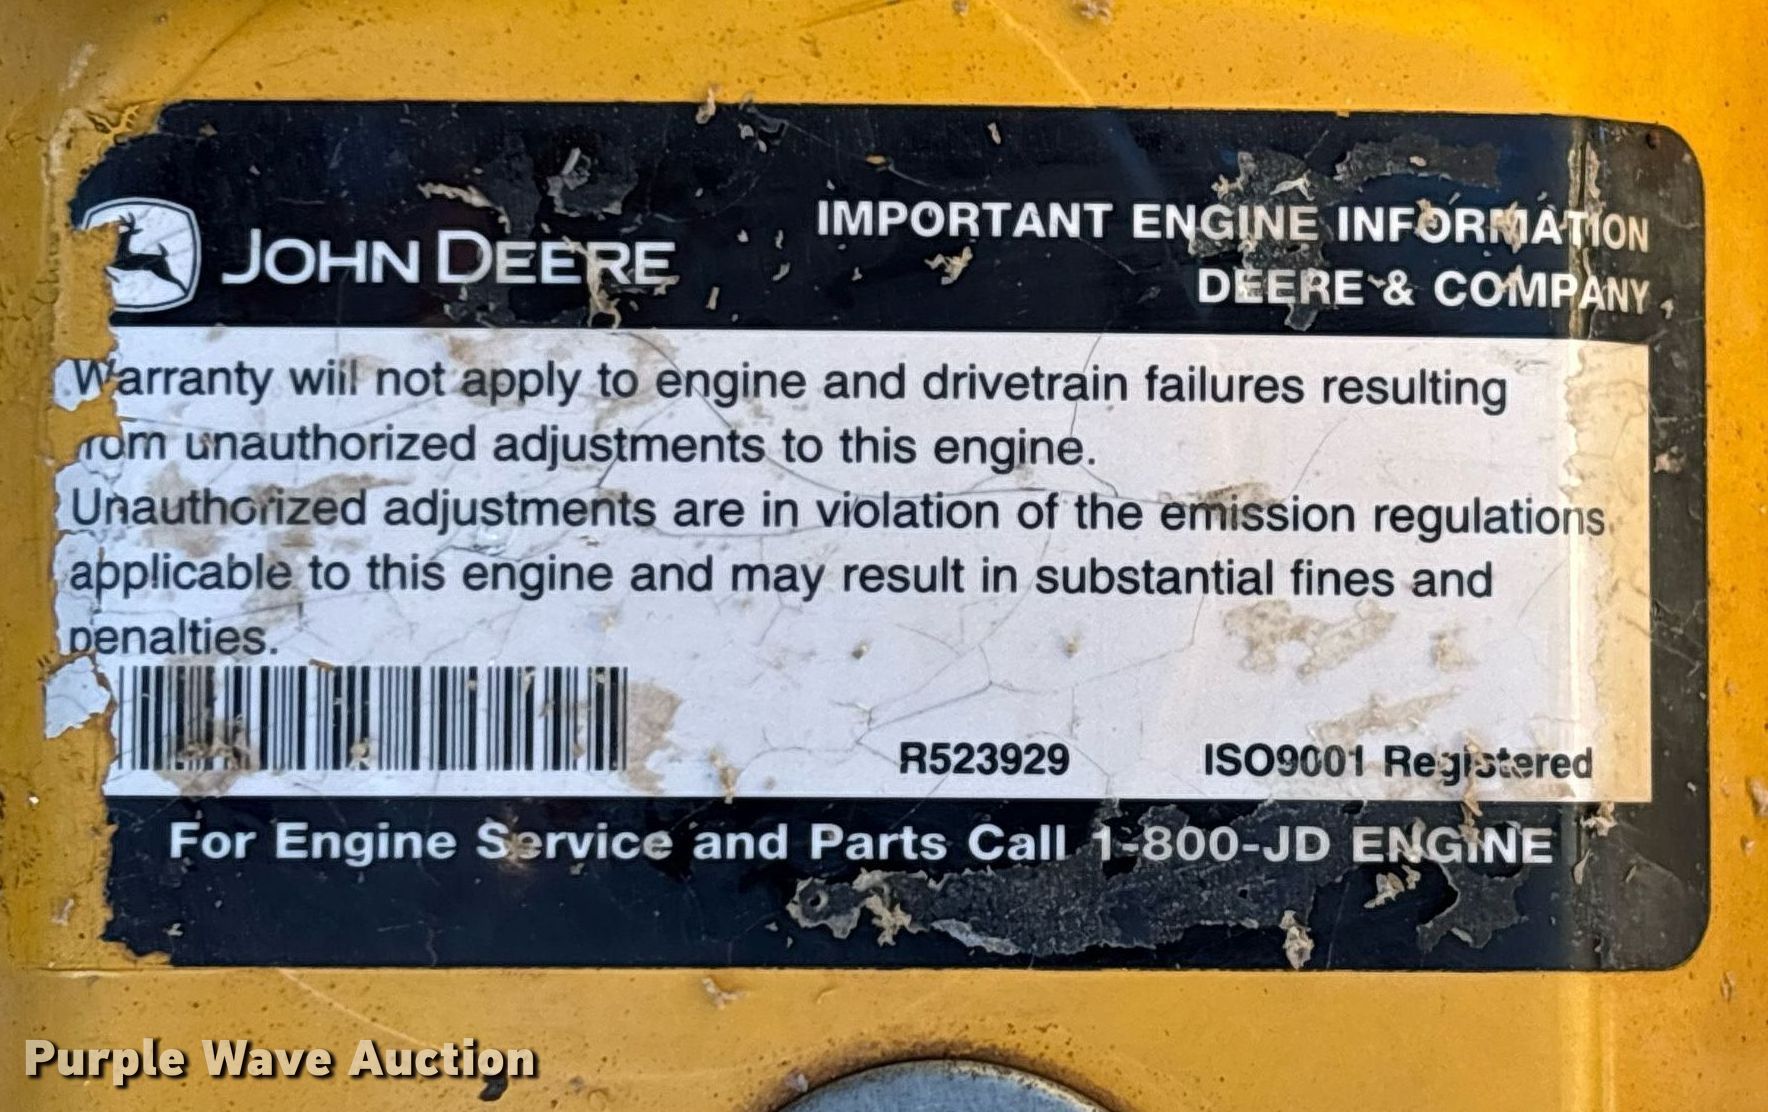 JOHN DEERE
IMPORTANT ENGINE INFORMATION
DEERE & COMPANY
Warranty will not apply to engine and drivetrain failures resulting
rom unauthorized adjustments to this engine.
Unauthorized adjustments are in violation of the emission regulations
applicable to this engine and may result in substantial fines and
penalties.
R523929 ISO9001 Registered
For Engine Service and Parts Call 1-800-JD ENGINE
Purple Wave Auction